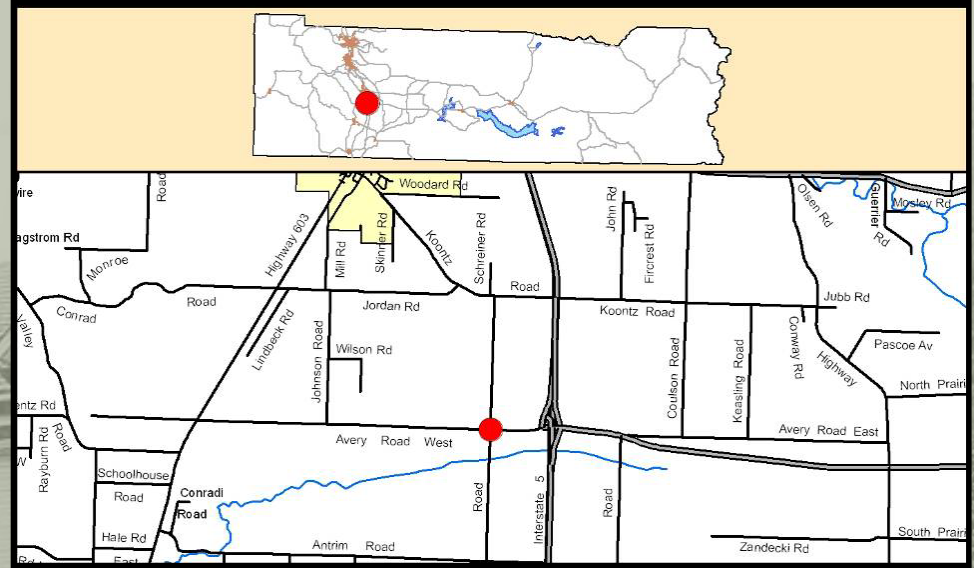 Woodard Rd
Road
Olsen Rd
Guerrier
Rd
Mosley Rd
agstrom Rd
Monroe
Highway 603
Mill Rd
Skinner Rd
Koontz
Schreiner Rd
John Rd
Fircrest Rd
Road
Road
Jubb Rd
Conrad
Jordan Rd
Koontz Road
Valley
Lindbeck Rd
Johnson Road
Wilson Rd
Coulson Road
Keasling Road
Conway Rd
Highway
Pascoe Av
North Prairi
entz Rd
Road
Rayburn Rd
Avery Road West
Avery Road East
W
Schoolhouse
Road
Conradi
Road
Road
Interstate 5
Road
Hale Rd
Antrim Road
Zandecki Rd
South Prairi
Rd
East